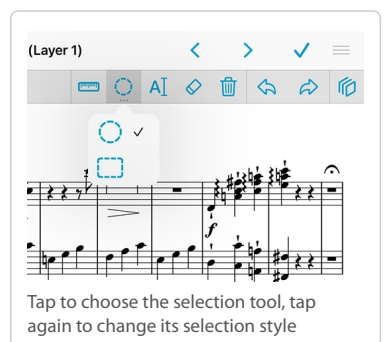 (Layer 1)
A
f
Tap to choose the selection tool, tap
again to change its selection style